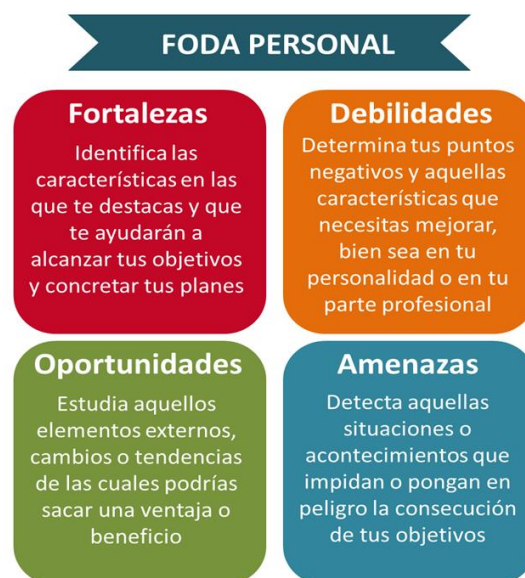 FODA PERSONAL
Fortalezas
Identifica las
características en las
que te destacas y que
te ayudarán a
alcanzar tus objetivos
y concretar tus planes
Debilidades
Determina tus puntos
negativos y aquellas
características que
necesitas mejorar,
bien sea en tu
personalidad o en tu
parte profesional
Oportunidades
Estudia aquellos
elementos externos,
cambios o tendencias
de las cuales podrías
sacar una ventaja o
beneficio
Amenazas
Detecta aquellas
situaciones o
acontecimientos que
impidan o pongan en
peligro la consecución
de tus objetivos